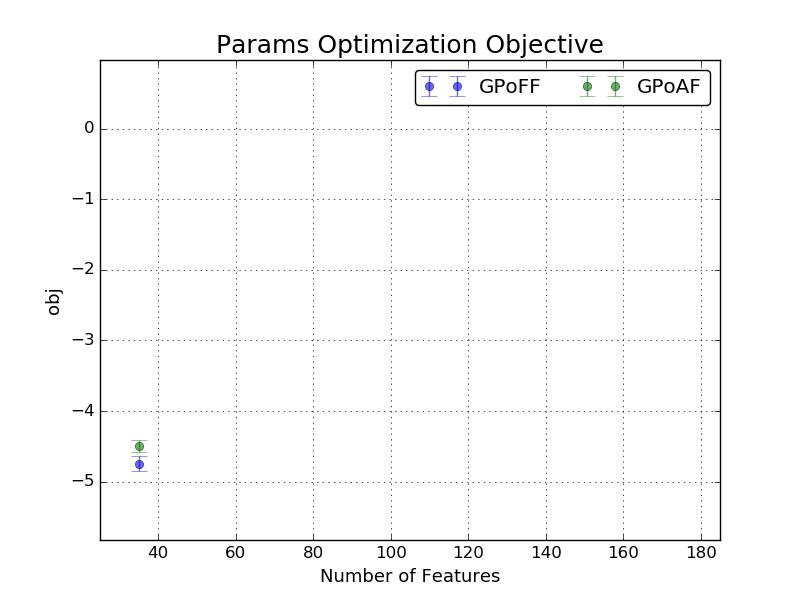 Params Optimization Objective
GPoFF GPoAF
0
−1
−2
−3
−4
−5
obj
40 60 80 100 120 140 160 180
Number of Features